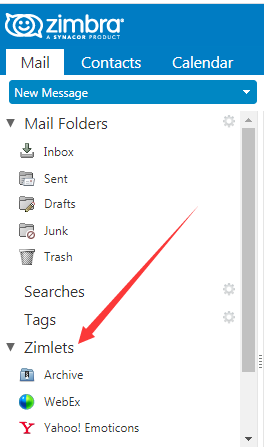 zimbra
A SYNACOR PRODUCT
Mail Contacts Calendar
New Message
Mail Folders
Inbox
Sent
Drafts
Junk
Trash
Searches
Tags
Zimlets
Archive
WebEx
Yahoo! Emoticons